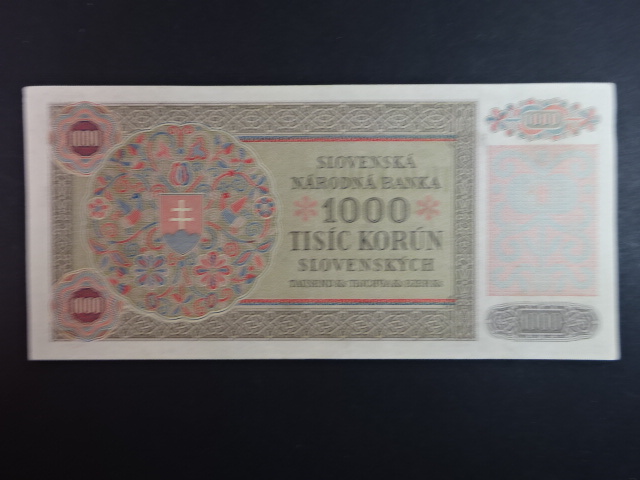 1000
1000
SLOVENSKÁ
NÁRODNÁ BANKA
* 1000 *
TISÍC KORÚN
SLOVENSKÝCH
1000
1000